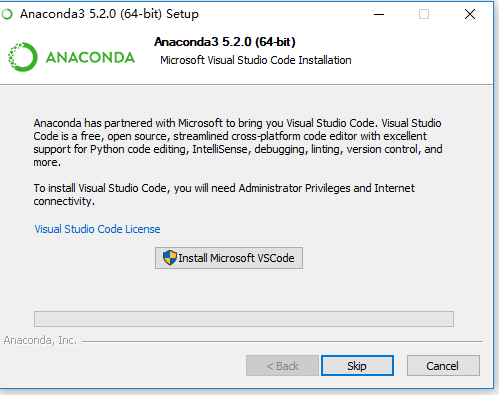 Anaconda3 5.2.0 (64-bit) Setup
ANACONDA
Anaconda3 5.2.0 (64-bit)
Microsoft Visual Studio Code Installation
Anaconda has partnered with Microsoft to bring you Visual Studio Code. Visual Studio
Code is a free, open source, streamlined cross-platform code editor with excellent
support for Python code editing, IntelliSense, debugging, linting, version control, and
more.
To install Visual Studio Code, you will need Administrator Privileges and Internet
connectivity.
Visual Studio Code License
Install Microsoft VSCode
Anaconda, Inc.
< Back
Skip
Cancel